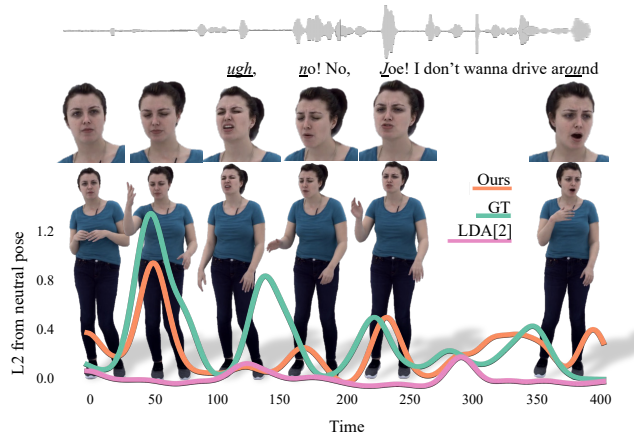 ugh, no! No, Joe! I don't wanna drive around
Ours
GT
LDA[2]
L2 from neutral pose
1.2
0.8
0.4
0.0
0 50 100 150 200 250 300 350 400
Time